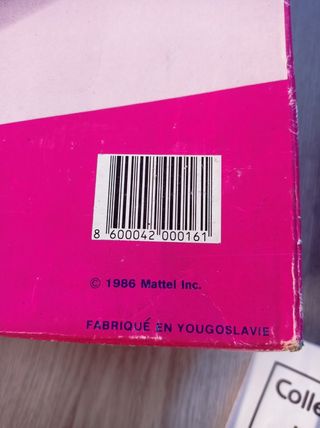 8 600042 000161
© 1986 Mattel Inc.
FABRIQUÉ EN YOUGOSLAVIE
Colle